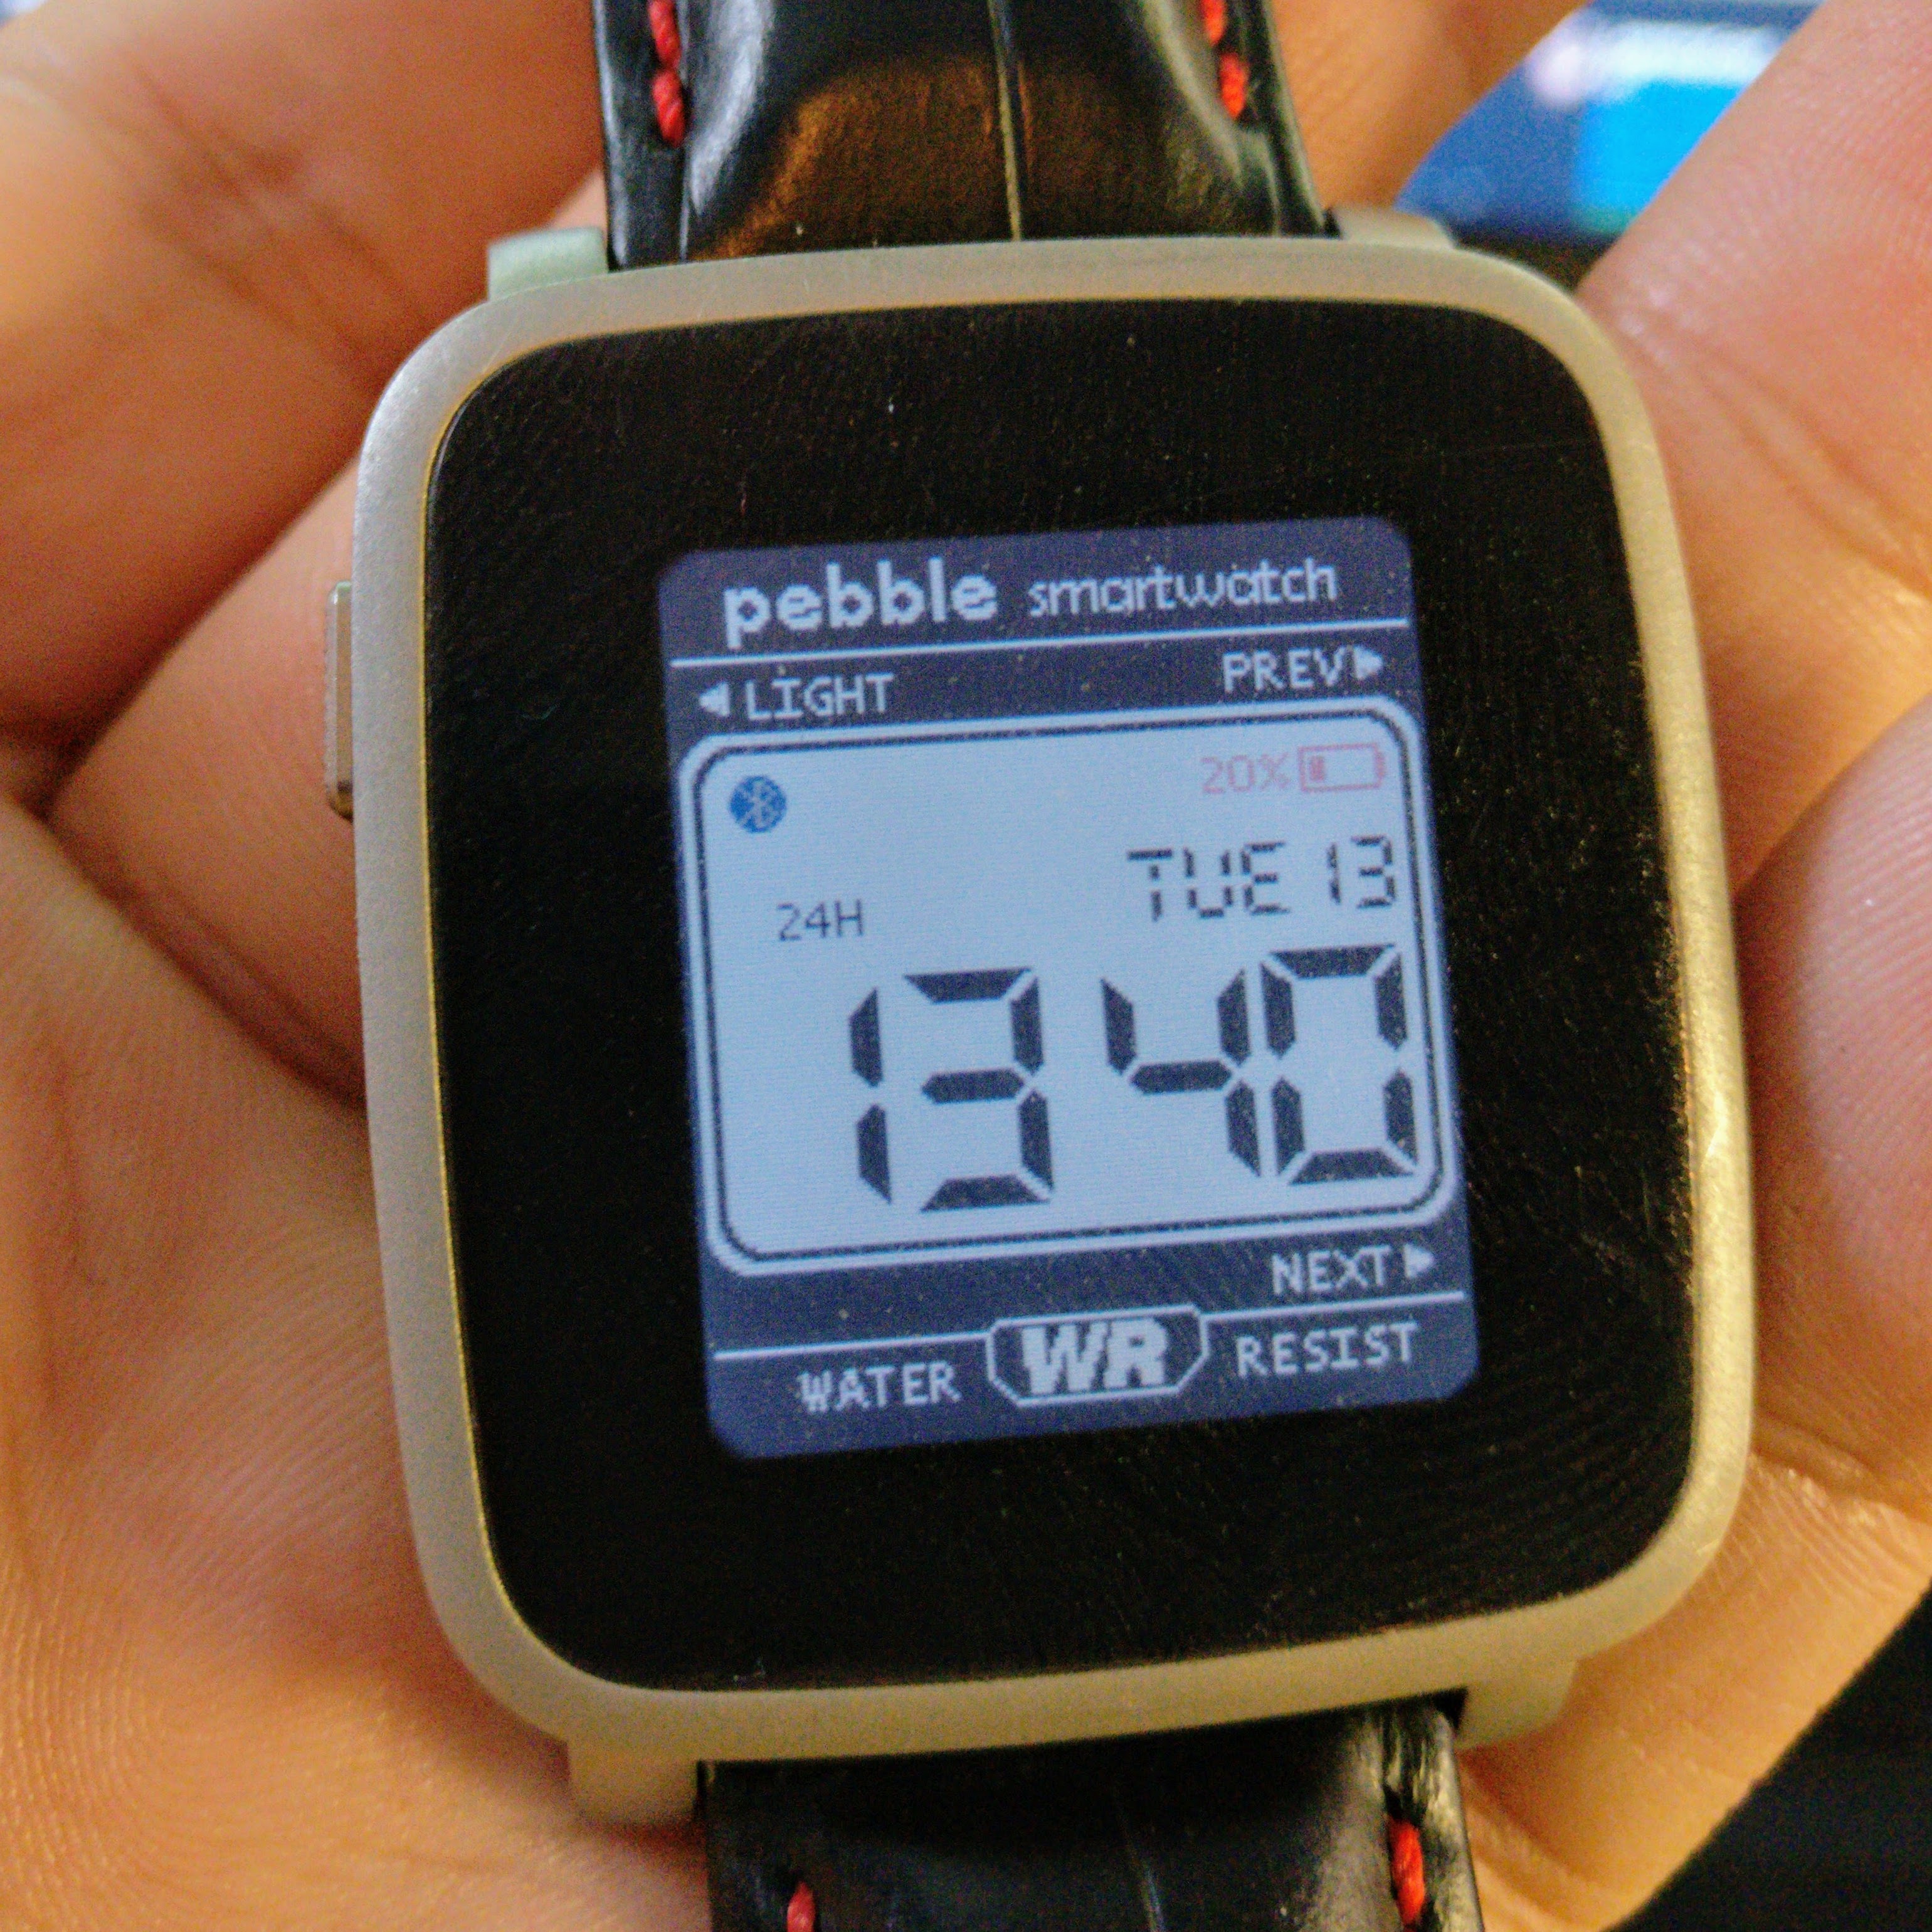 pebble smartwatch
LIGHT PREV
20%
TUE 13
24H
13 40
NEXT
WATER WR RESIST